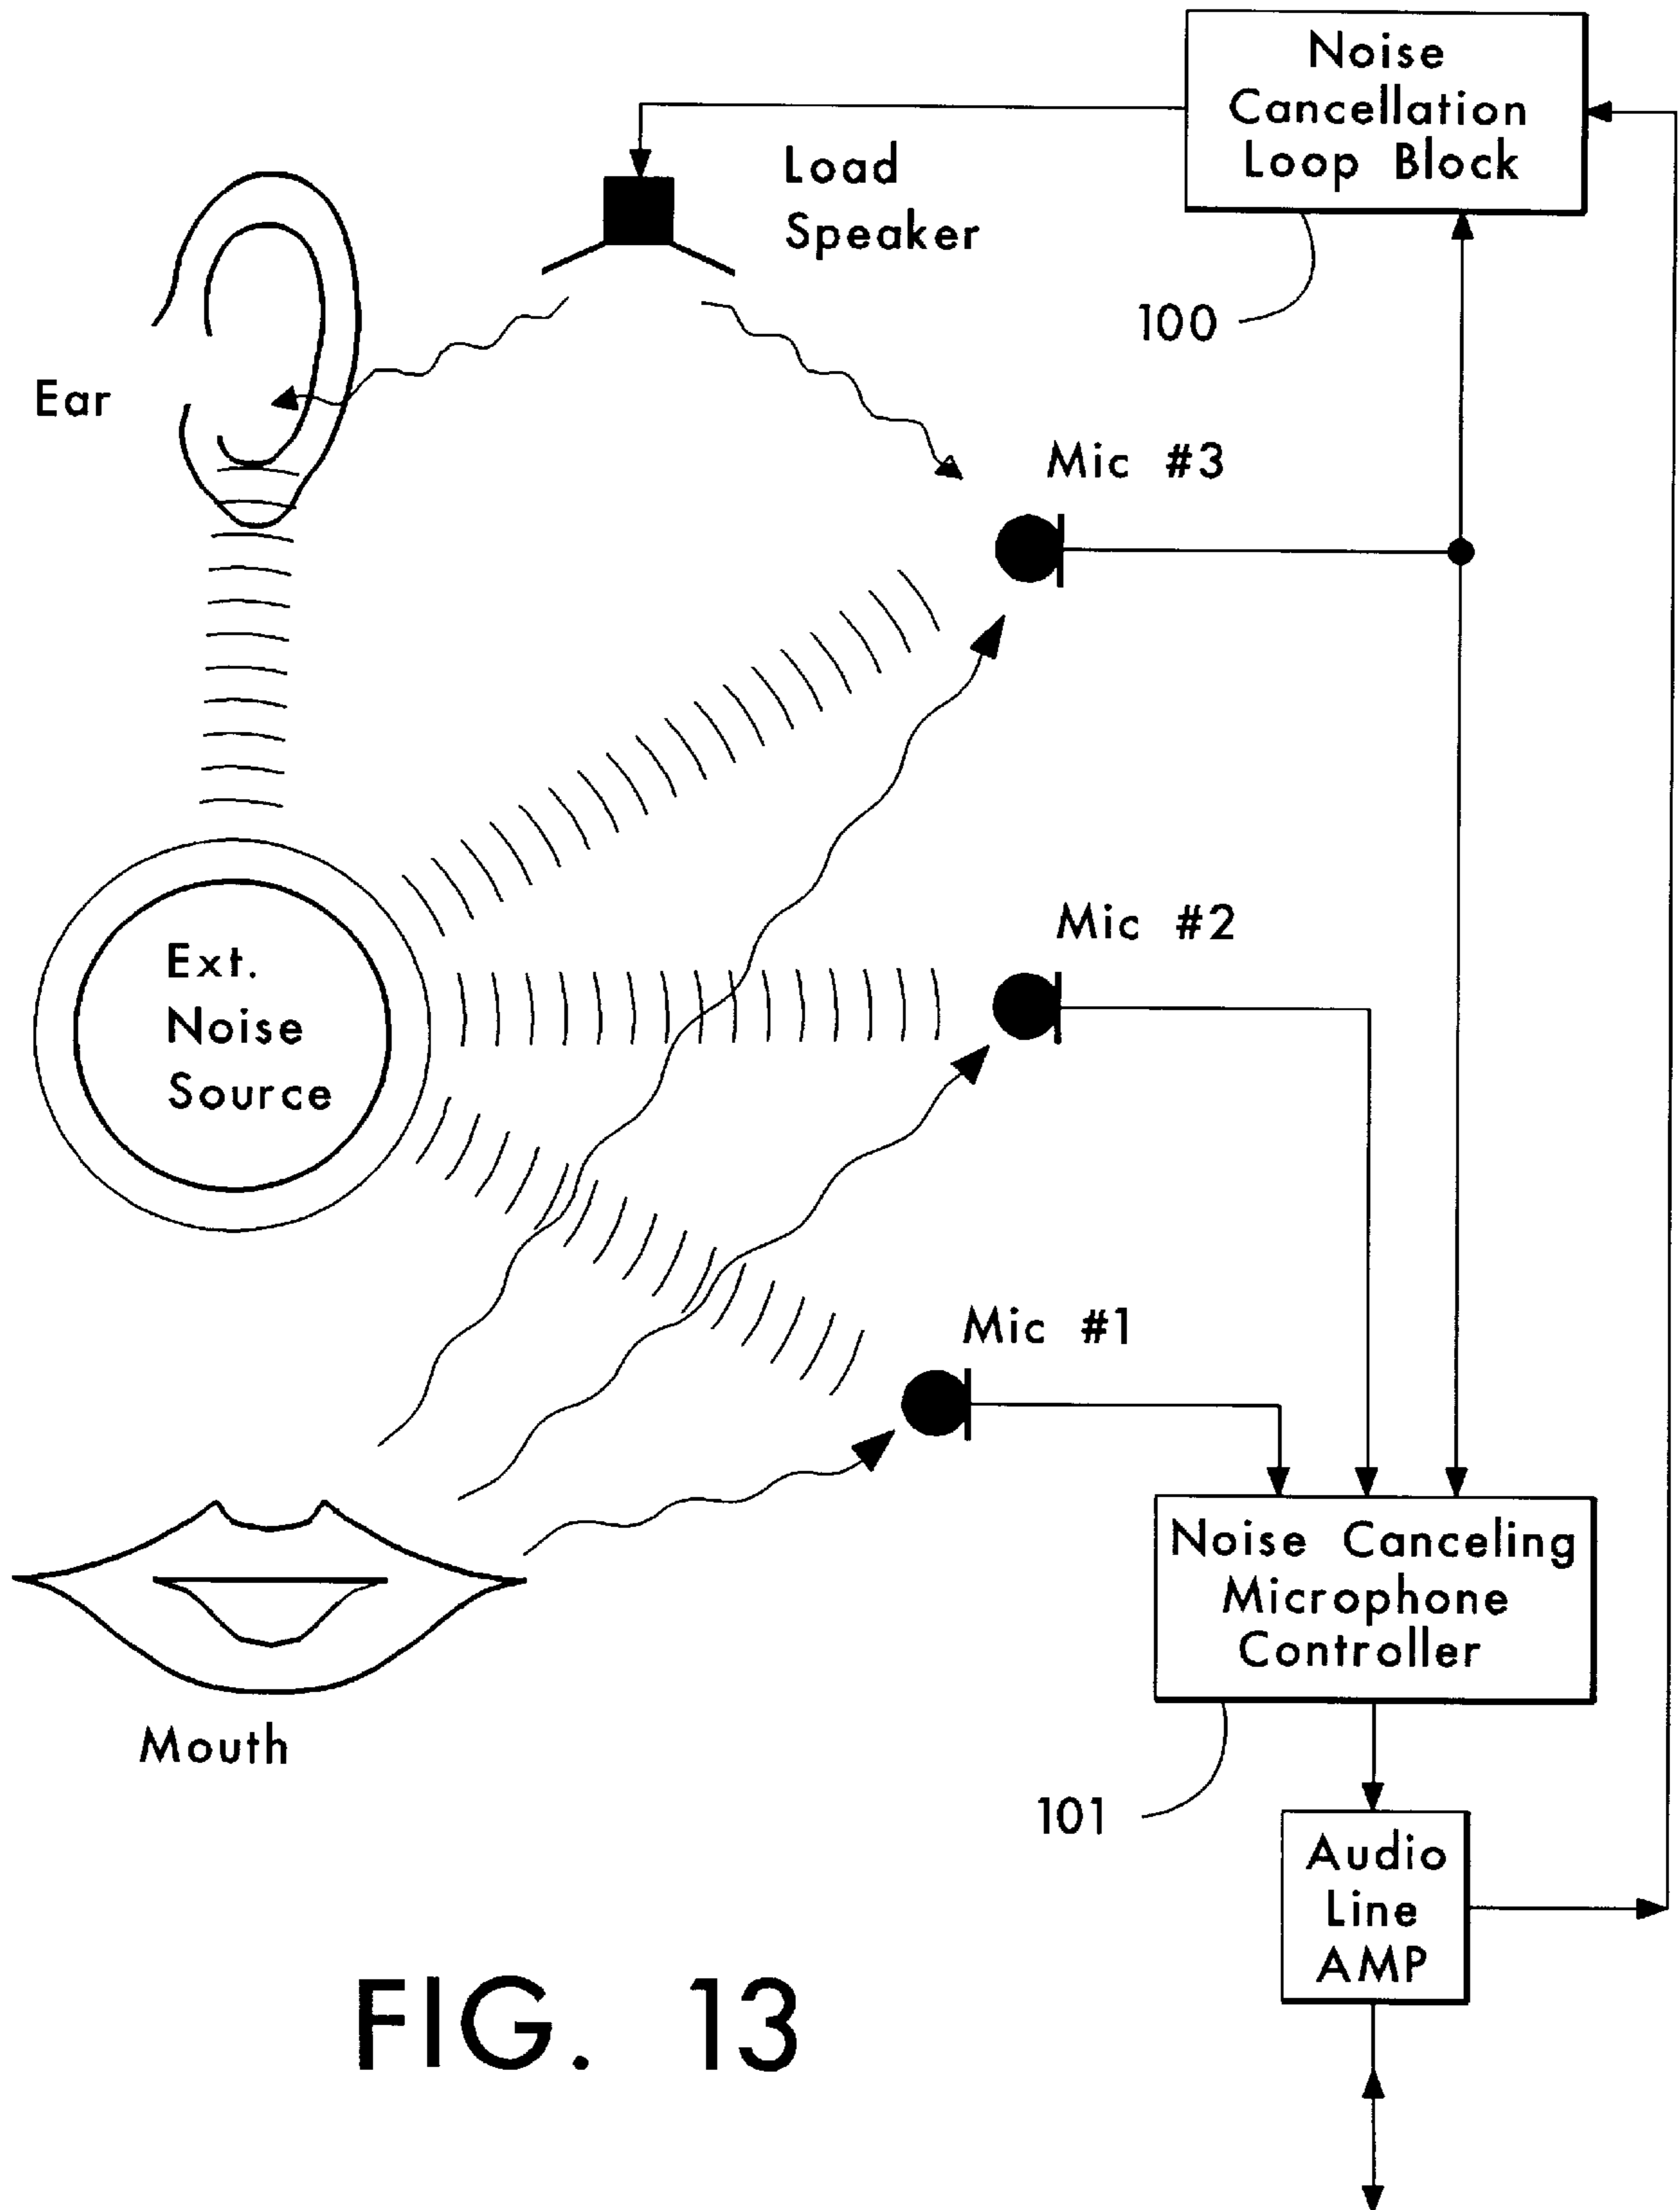 Noise
Cancellation
Loop Block
Load
Speaker
100
Ear
Mic #3
Mic #2
Ext.
Noise
Source
Mic #1
Noise Canceling
Microphone
Controller
Mouth
101
Audio
Line
AMP
FIG. 13